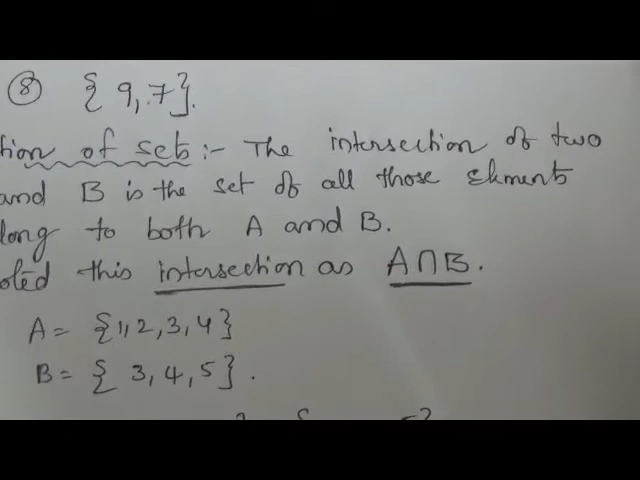 ⑧ { 9, 7}.
tion of sets :- The intersection of two
and B is the set of all those Elements
long to both A and B.
oted this intersection as A∩B.
A = {1, 2, 3, 4}
B = { 3, 4, 5}.